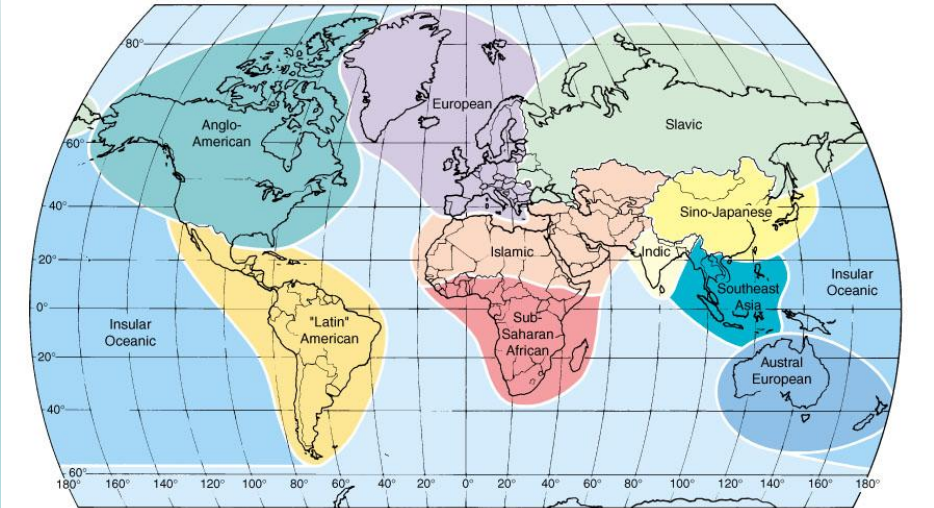 80°
European
Anglo-
American
Slavic
60°
40°
Sino-Japanese
Islamic
Indic
20°
Southeast
Asia
Insular
Oceanic
0°
Insular
Oceanic
"Latin"
American
Sub-
Saharan
African
20°
Austral
European
40°
60°
180° 160° 140° 120° 100° 80° 60° 40° 20° 0° 20° 40° 60° 80° 100° 120° 140° 160° 180°